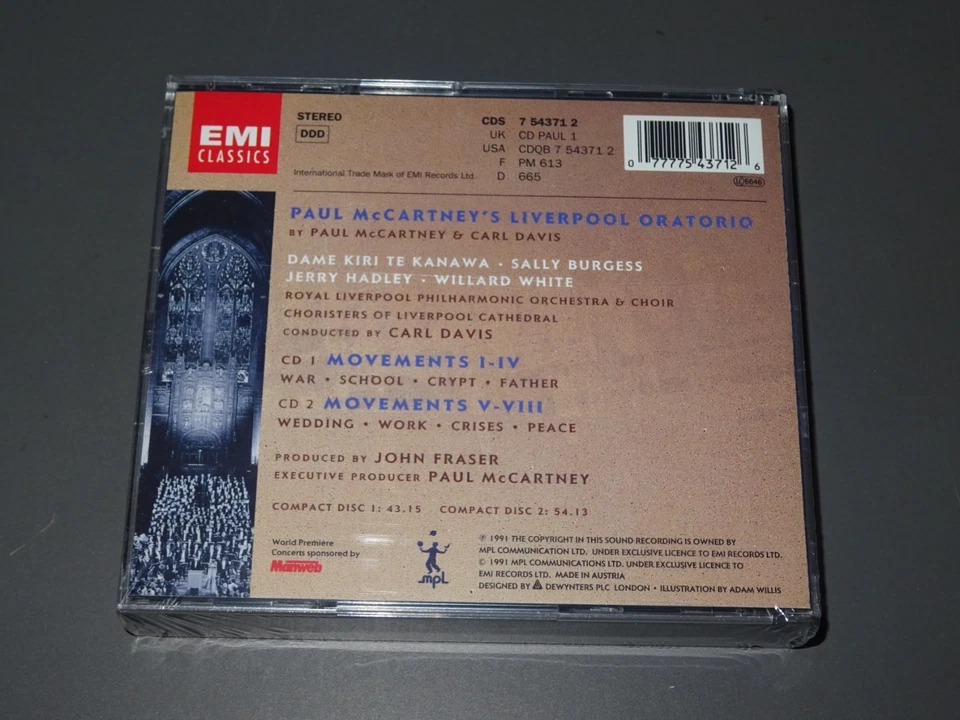 EMI
CLASSICS
STEREO
DDD
International Trade Mark of EMI Records Ltd.
CDS 7 54371 2
UK CD PAUL 1
USA CDQB 7 54371 2
F PM 613
D 665
0 77775 43712 6
6646
PAUL McCARTNEY'S LIVERPOOL ORATORIO
BY PAUL McCARTNEY & CARL DAVIS
DAME KIRI TE KANAWA · SALLY BURGESS
JERRY HADLEY · WILLARD WHITE
ROYAL LIVERPOOL PHILHARMONIC ORCHESTRA & CHOIR
CHORISTERS OF LIVERPOOL CATHEDRAL
CONDUCTED BY CARL DAVIS
CD 1 MOVEMENTS I-IV
WAR • SCHOOL • CRYPT • FATHER
CD 2 MOVEMENTS V-VIII
WEDDING • WORK • CRISES • PEACE
PRODUCED BY JOHN FRASER
EXECUTIVE PRODUCER PAUL McCARTNEY
COMPACT DISC 1: 43.15 COMPACT DISC 2: 54.13
World Premiere
Concerts sponsored by
Manweb
mpl
℗ 1991 THE COPYRIGHT IN THIS SOUND RECORDING IS OWNED BY
MPL COMMUNICATION LTD. UNDER EXCLUSIVE LICENCE TO EMI RECORDS LTD.
© 1991 MPL COMMUNICATIONS LTD. UNDER EXCLUSIVE LICENCE TO
EMI RECORDS LTD. MADE IN AUSTRIA
DESIGNED BY DEWYNTERS PLC LONDON • ILLUSTRATION BY ADAM WILLIS